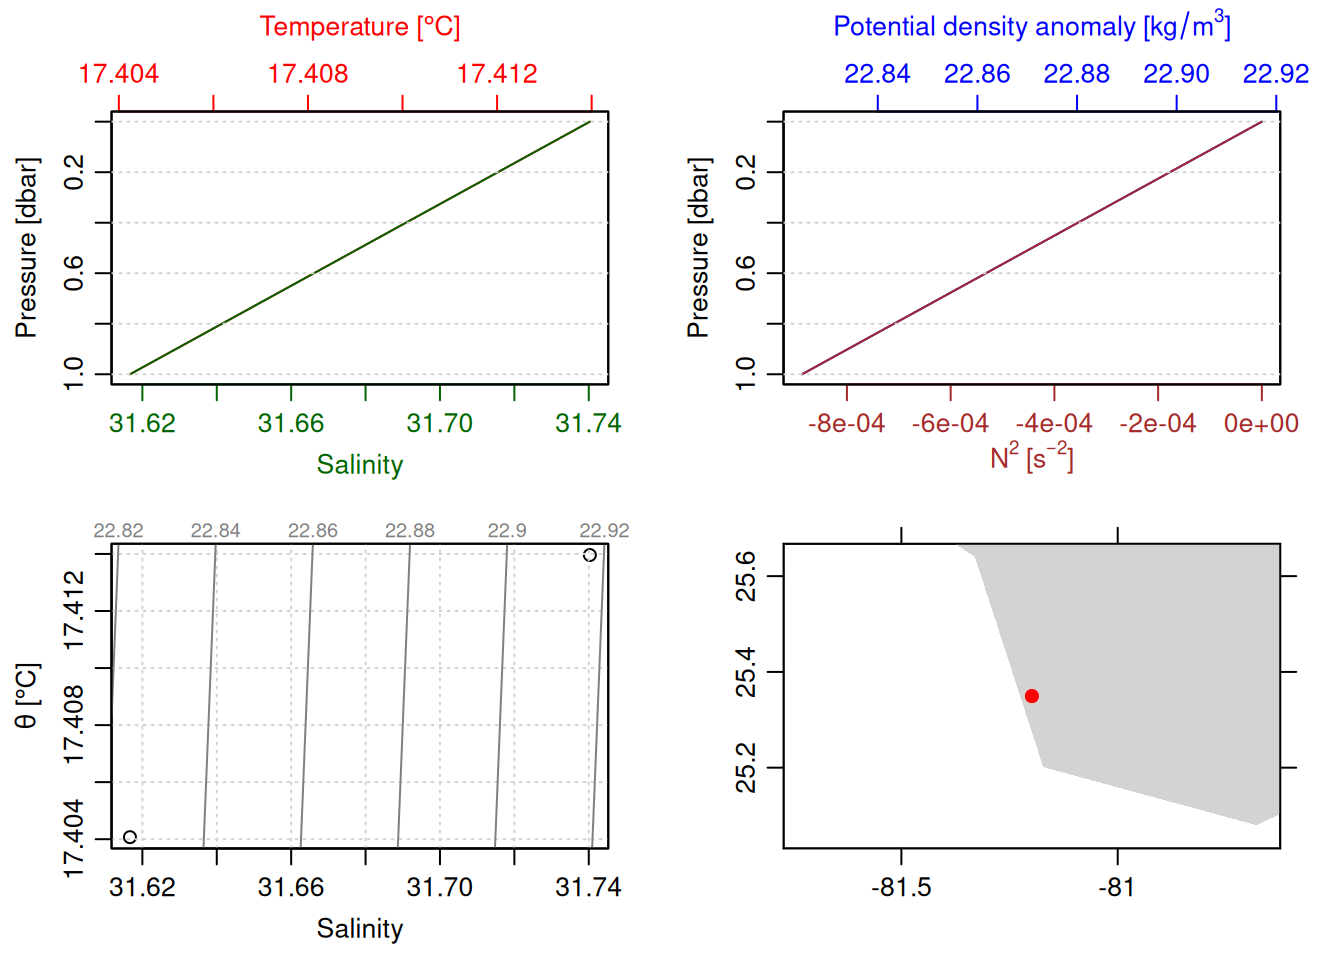 Temperature [°C]
17.404 17.408 17.412
Pressure [dbar]
0.2
0.6
1.0
31.62 31.66 31.70 31.74
Salinity
Potential density anomaly [kg/m³]
22.84 22.86 22.88 22.90 22.92
Pressure [dbar]
0.2
0.6
1.0
-8e-04 -6e-04 -4e-04 -2e-04 0e+00
N² [s⁻²]
22.82 22.84 22.86 22.88 22.9 22.92
θ [°C]
17.412
17.408
17.404
31.62 31.66 31.70 31.74
Salinity
25.6
25.4
25.2
-81.5 -81